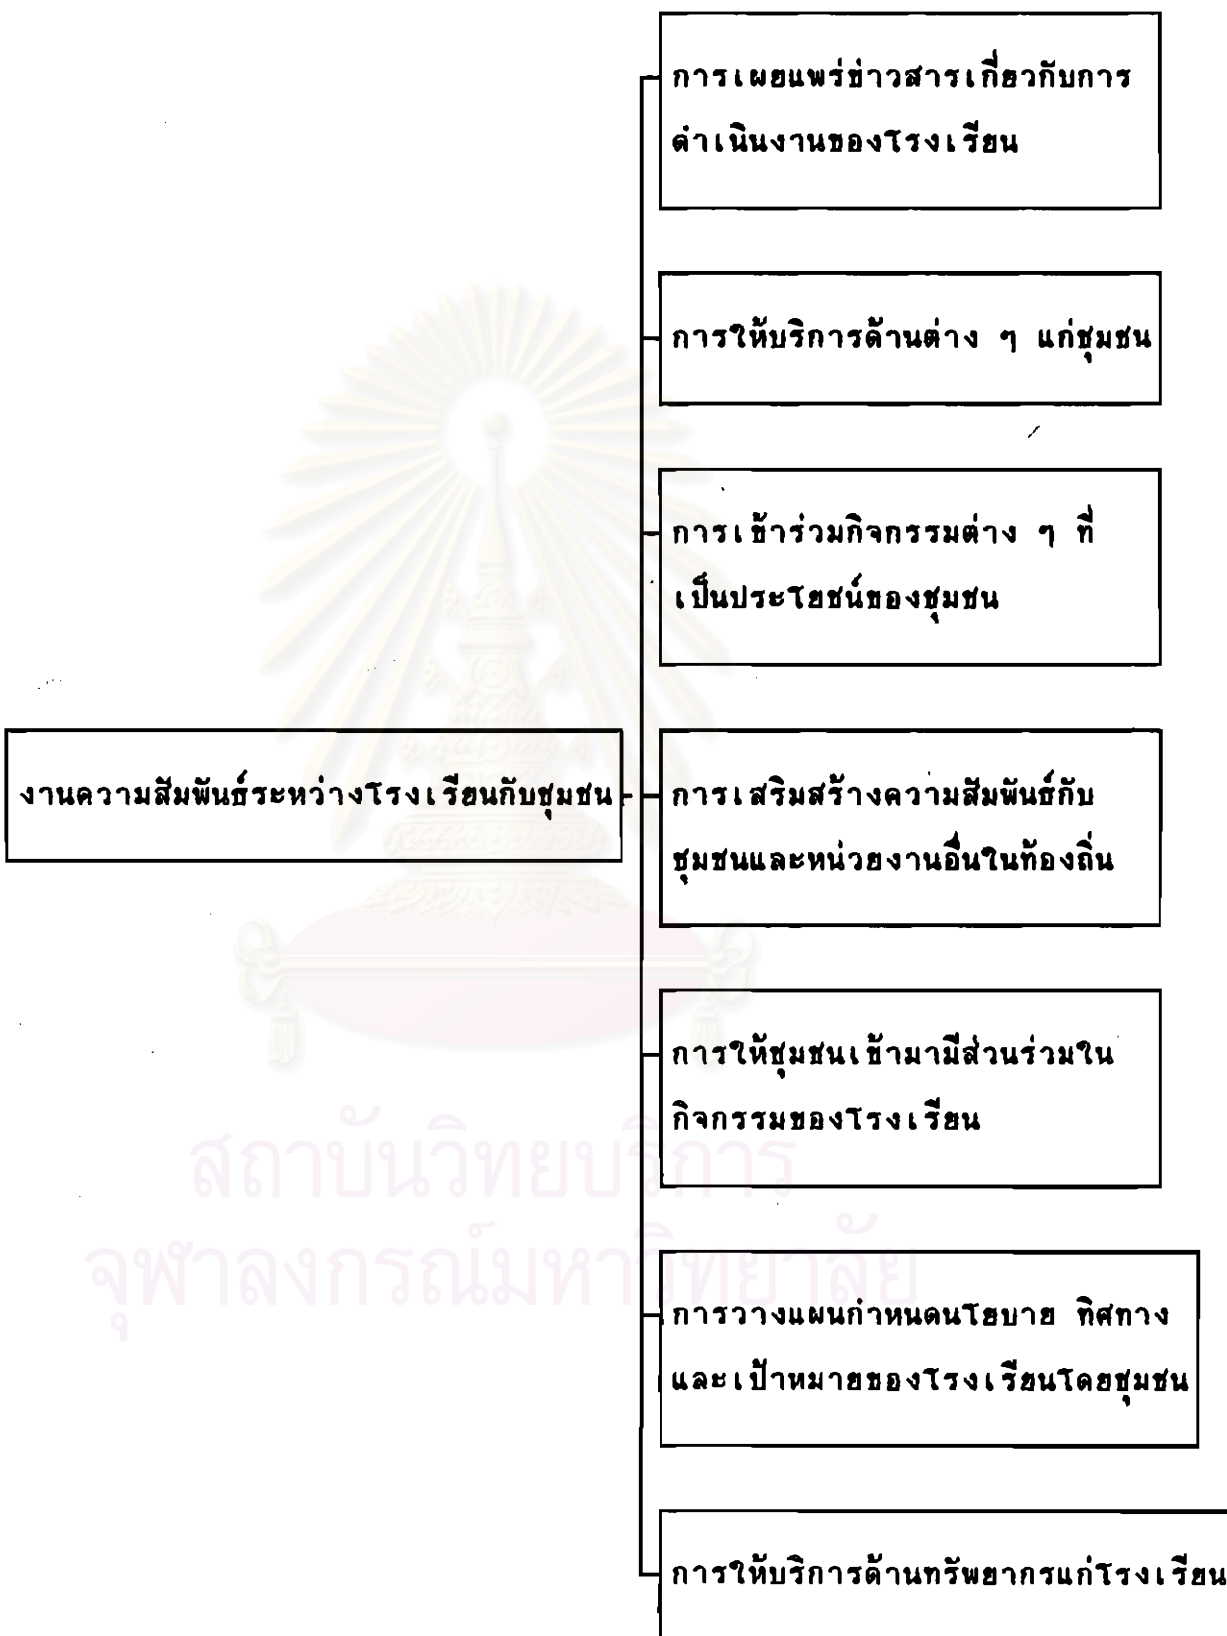 การเผยแพร่ข่าวสารเกี่ยวกับการ
ดำเนินงานของโรงเรียน
การให้บริการด้านต่าง ๆ แก่ชุมชน
การเข้าร่วมกิจกรรมต่าง ๆ ที่
เป็นประโยชน์ของชุมชน
งานความสัมพันธ์ระหว่างโรงเรียนกับชุมชน
การเสริมสร้างความสัมพันธ์กับ
ชุมชนและหน่วยงานอื่นในท้องถิ่น
การให้ชุมชนเข้ามามีส่วนร่วมใน
กิจกรรมของโรงเรียน
สถาบันวิทยบริการ
จุฬาลงกรณ์มหาวิทยาลัย
การวางแผนกำหนดนโยบาย ทิศทาง
และเป้าหมายของโรงเรียนโดยชุมชน
การให้บริการด้านทรัพยากรแก่โรงเรียน